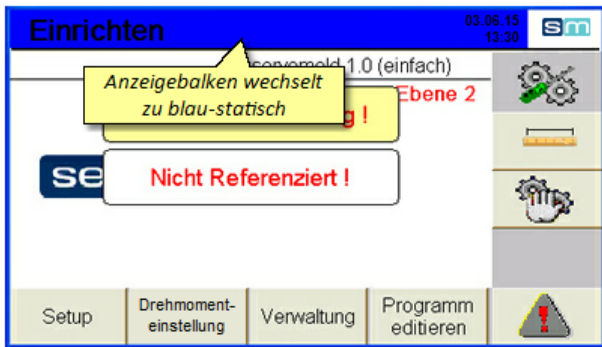 Einrichten
03.06.15
13:30
sm
servomold 1.0 (einfach)
Anzeigebalken wechselt
zu blau-statisch
Ebene 2
g !
se
Nicht Referenziert !
Setup
Drehmoment-
einstellung
Verwaltung
Programm
editieren